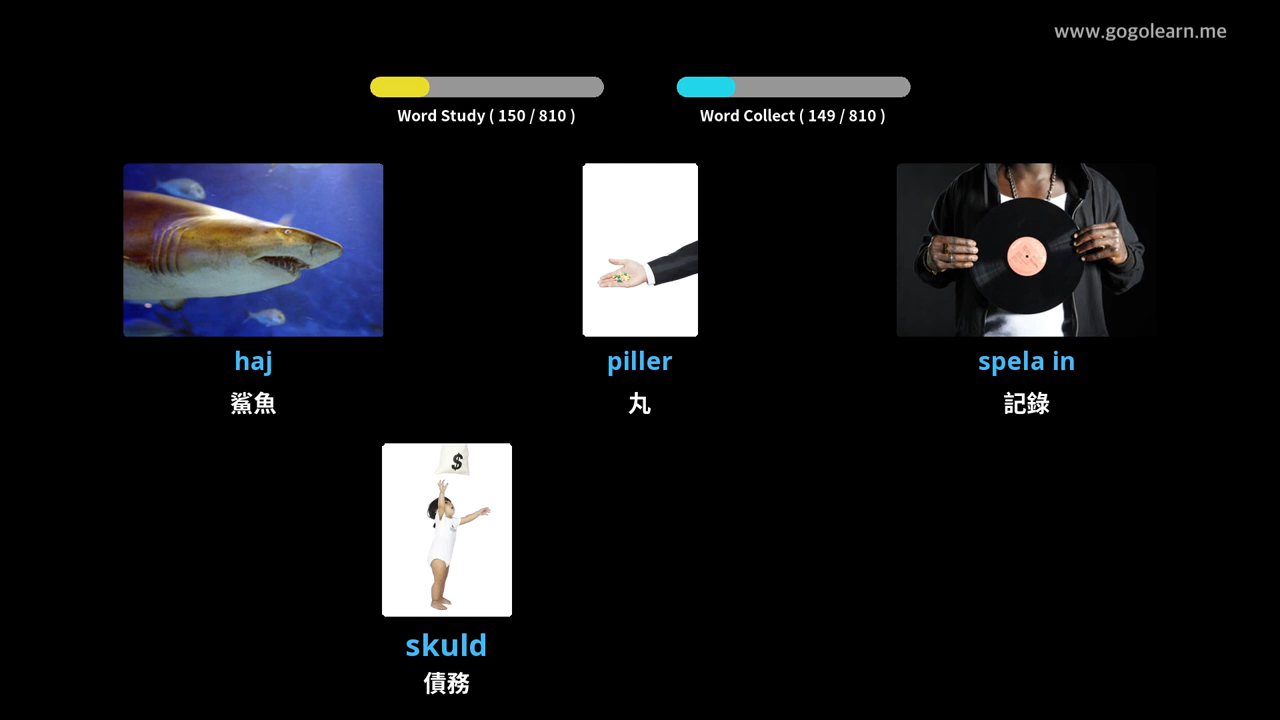 www.gogolearn.me
Word Study ( 150 / 810 )
Word Collect ( 149 / 810 )
haj
piller
spela in
鯊魚
丸
記錄
$
skuld
債務